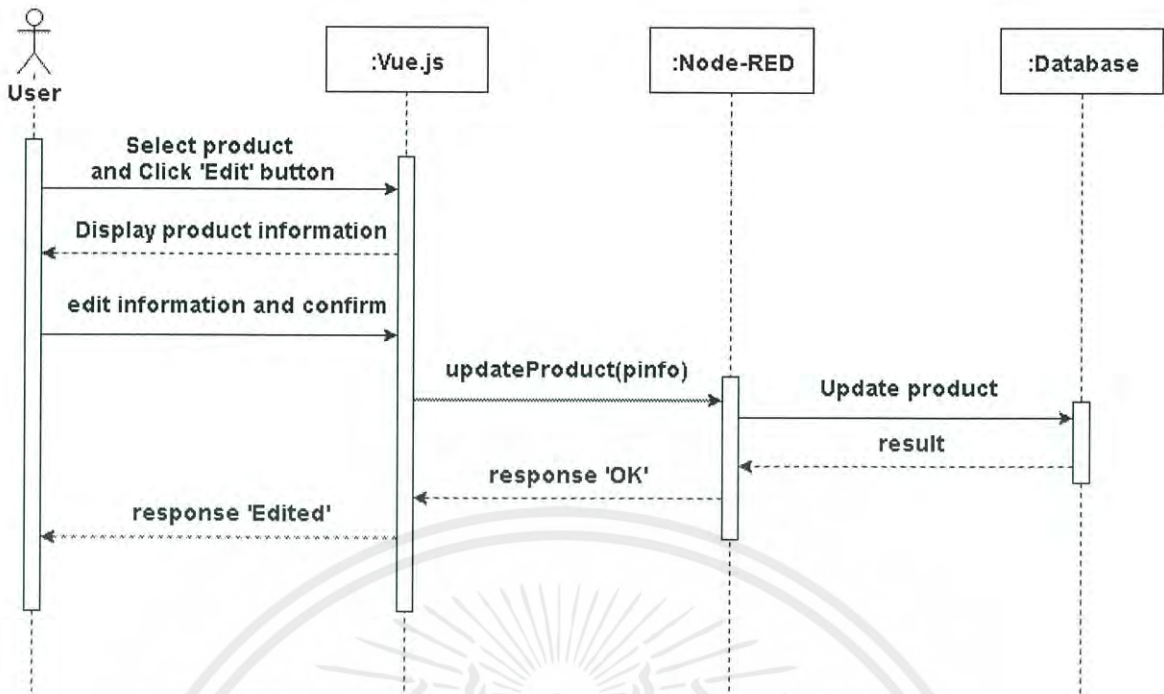 User
:Vue.js
:Node-RED
:Database
Select product
and Click 'Edit' button
Display product information
edit information and confirm
updateProduct(pinfo)
Update product
result
response 'OK'
response 'Edited'